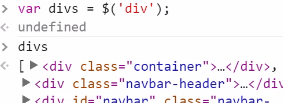 > var divs = $('div');
< undefined
> divs
< [ ▶<div class="container">…</div>,
▶<div class="navbar-header">…</div
▶<div id="navbar" class="navbar-